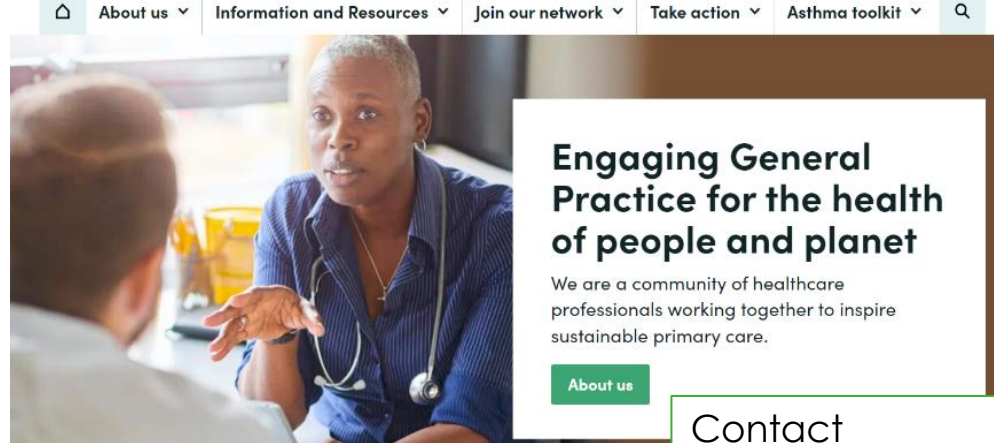 About us Information and Resources Join our network Take action Asthma toolkit
Engaging General
Practice for the health
of people and planet
We are a community of healthcare
professionals working together to inspire
sustainable primary care.
About us
Contact